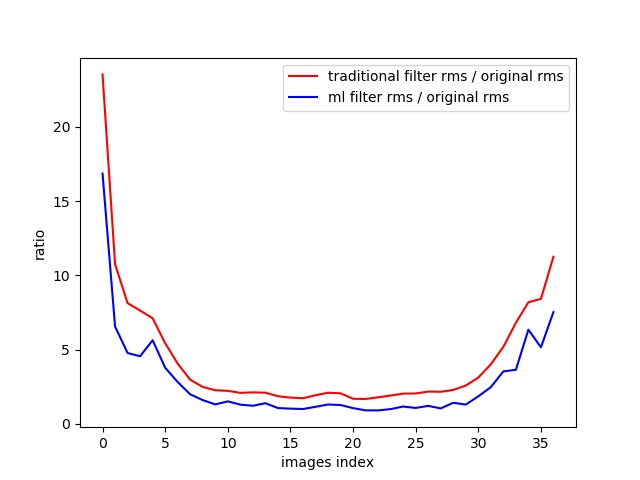 traditional filter rms / original rms
ml filter rms / original rms
20
15
10
5
0
ratio
0 5 10 15 20 25 30 35
images index